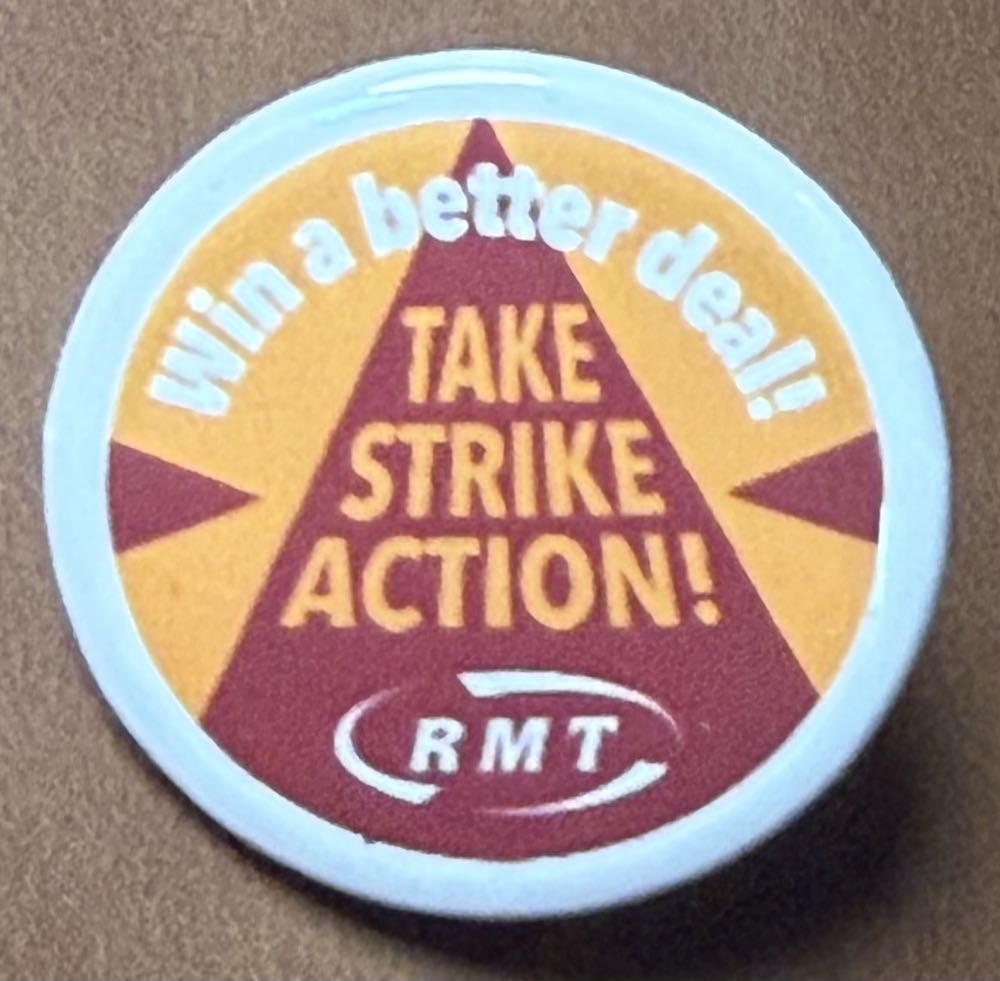 Win a better deal!
TAKE
STRIKE
ACTION!
RMT